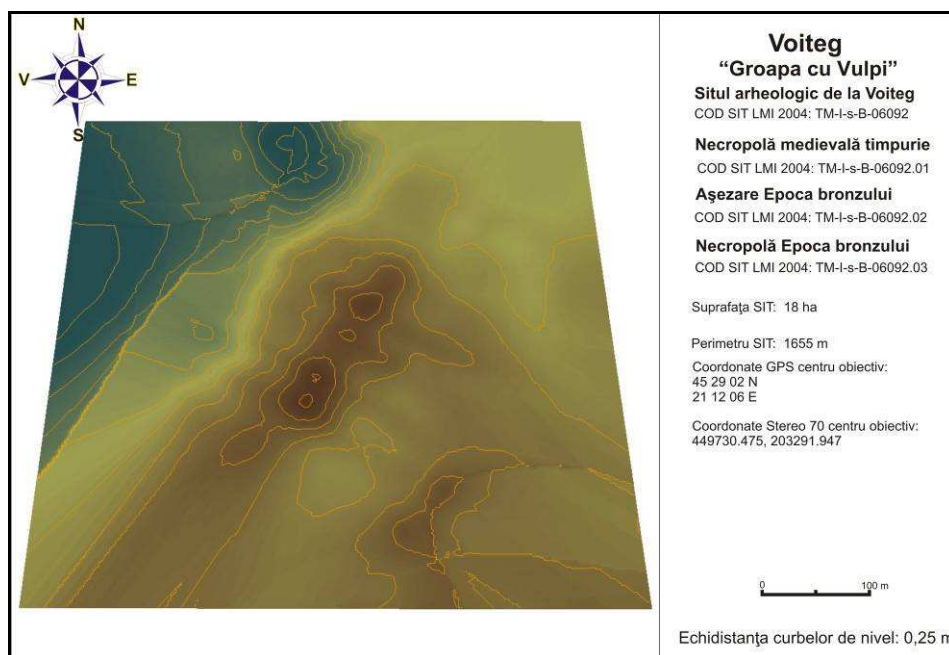 N
V E
S
Voiteg
“Groapa cu Vulpi”
Situl arheologic de la Voiteg
COD SIT LMI 2004: TM-I-s-B-06092
Necropolă medievală timpurie
COD SIT LMI 2004: TM-I-s-B-06092.01
Aşezare Epoca bronzului
COD SIT LMI 2004: TM-I-s-B-06092.02
Necropolă Epoca bronzului
COD SIT LMI 2004: TM-I-s-B-06092.03
Suprafaţa SIT: 18 ha
Perimetru SIT: 1655 m
Coordonate GPS centru obiectiv:
45 29 02 N
21 12 06 E
Coordonate Stereo 70 centru obiectiv:
449730.475, 203291.947
0 100 m
Echidistanţa curbelor de nivel: 0,25 m